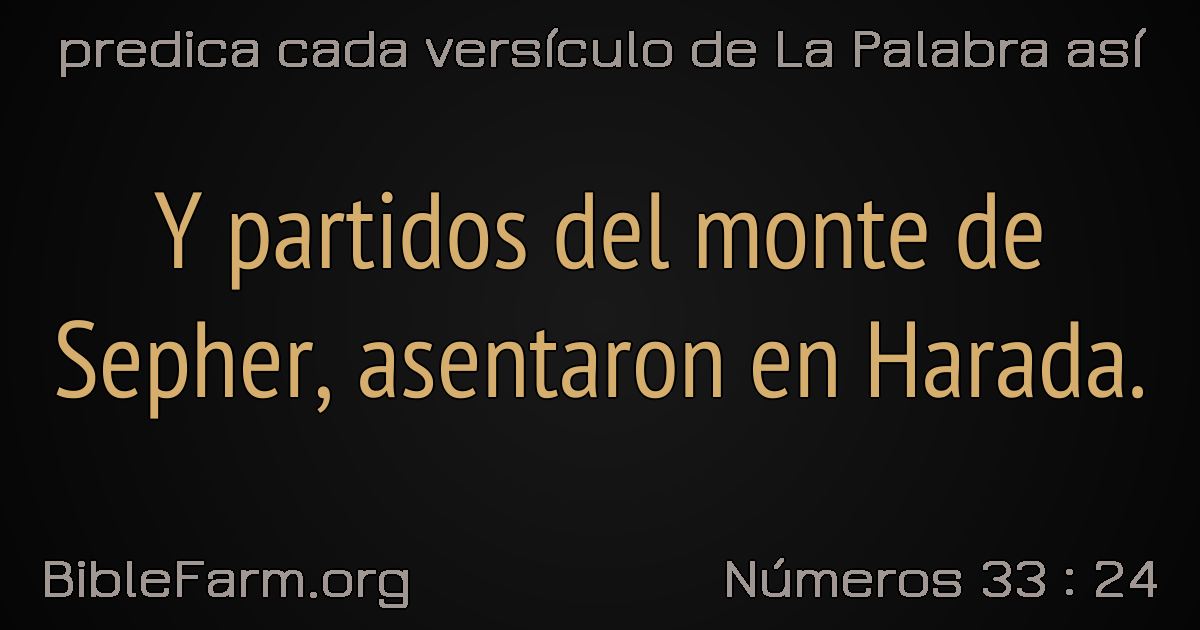 predica cada versículo de La Palabra así
Y partidos del monte de
Sepher, asentaron en Harada.
BibleFarm.org
Números 33 : 24